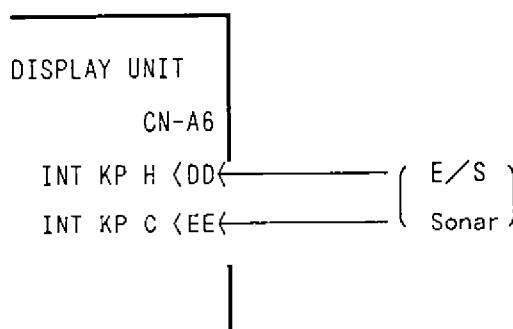 DISPLAY UNIT
CN-A6
INT KP H <DD< E/S
INT KP C <EE< Sonar